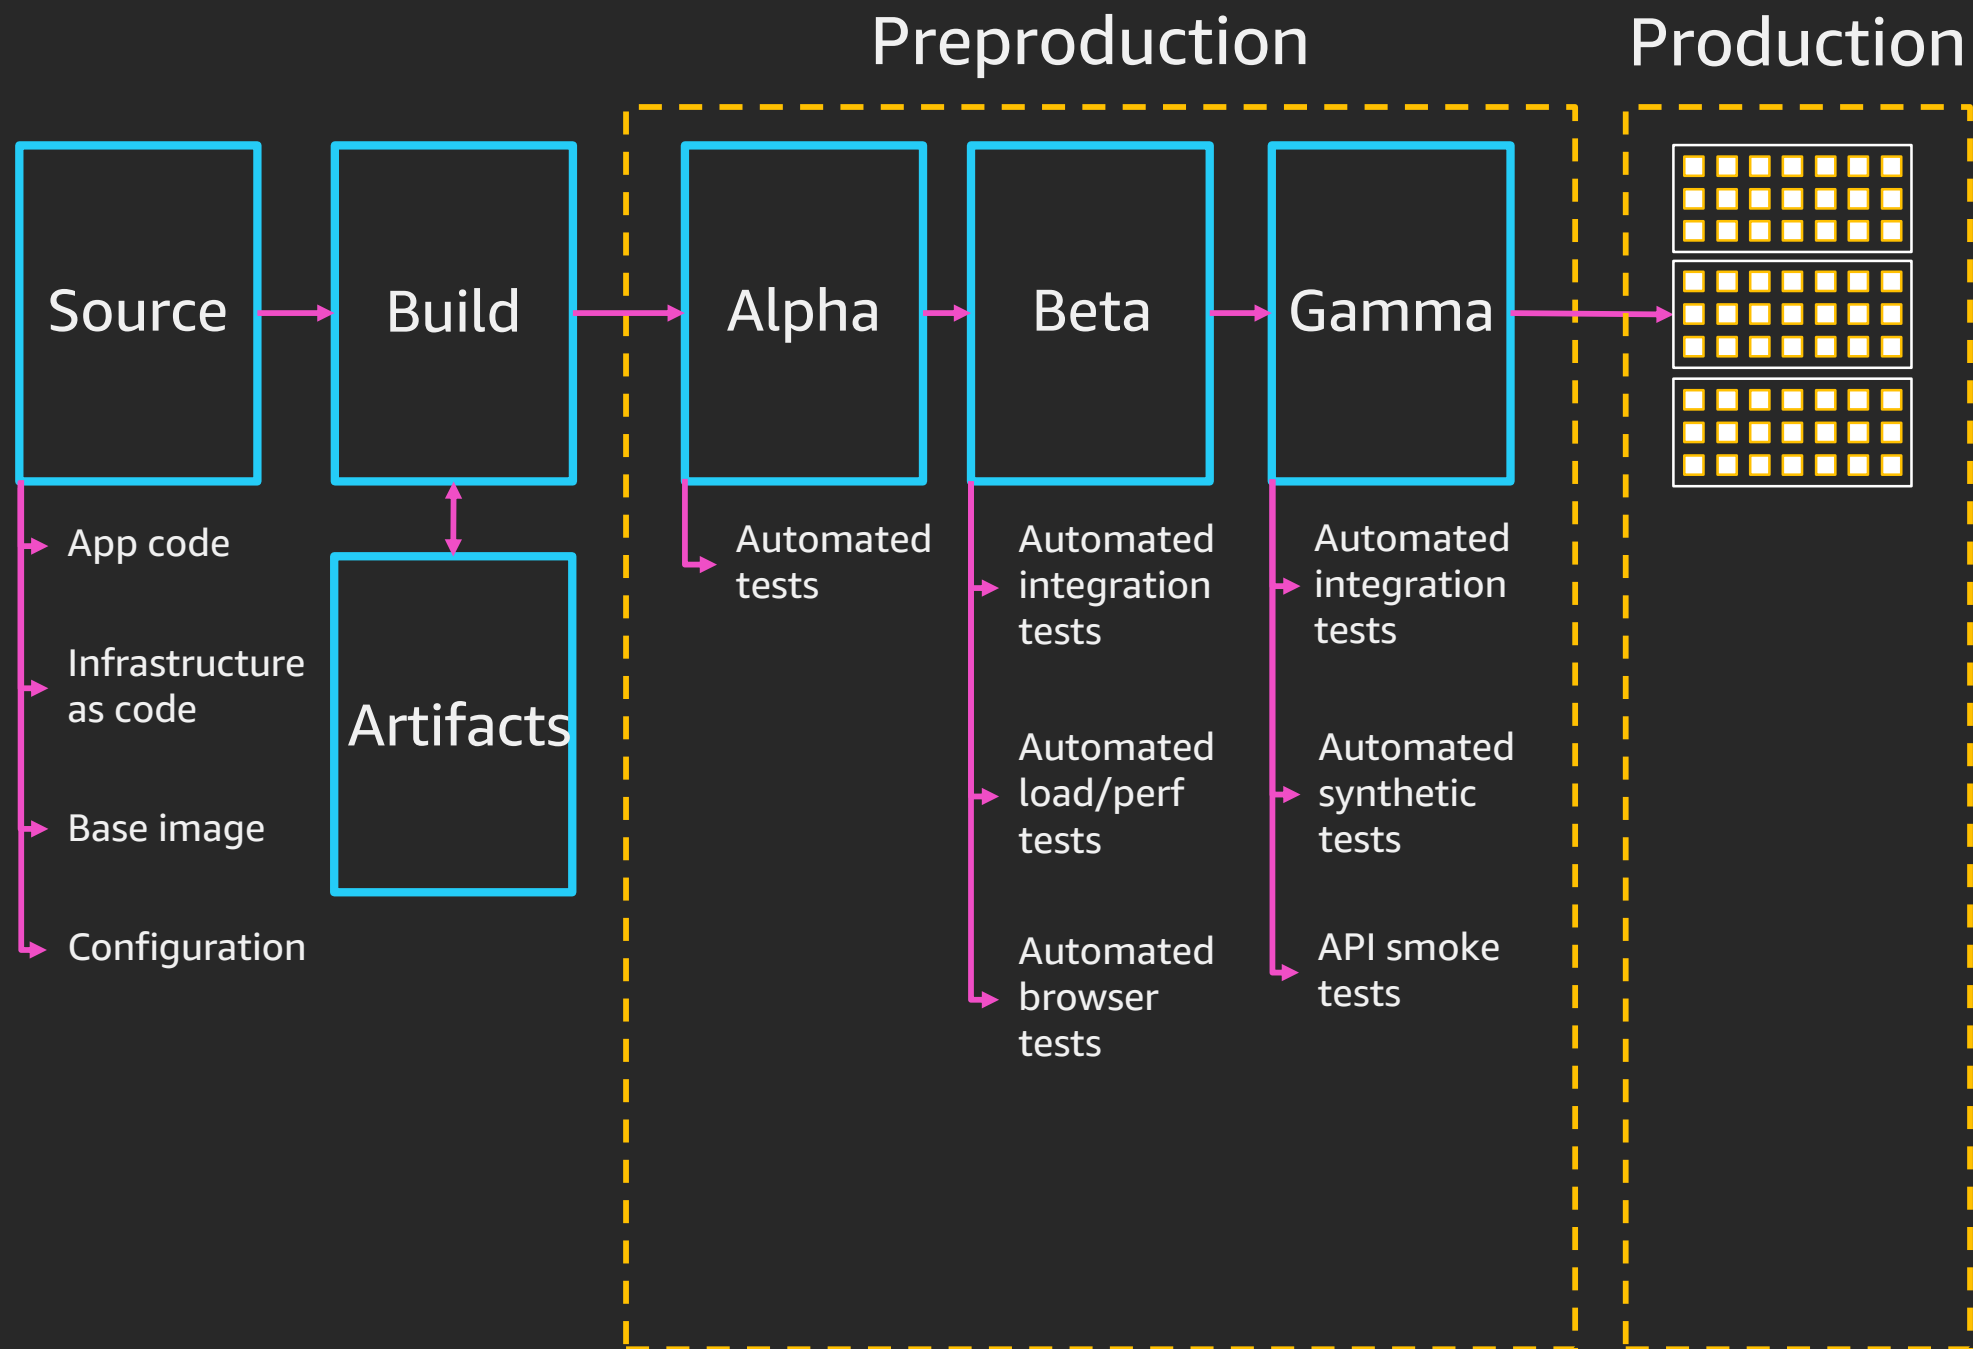 Preproduction
Production
Source
Build
Alpha
Beta
Gamma
App code
Infrastructure
as code
Base image
Configuration
Artifacts
Automated
tests
Automated
integration
tests
Automated
load/perf
tests
Automated
browser
tests
Automated
integration
tests
Automated
synthetic
tests
API smoke
tests